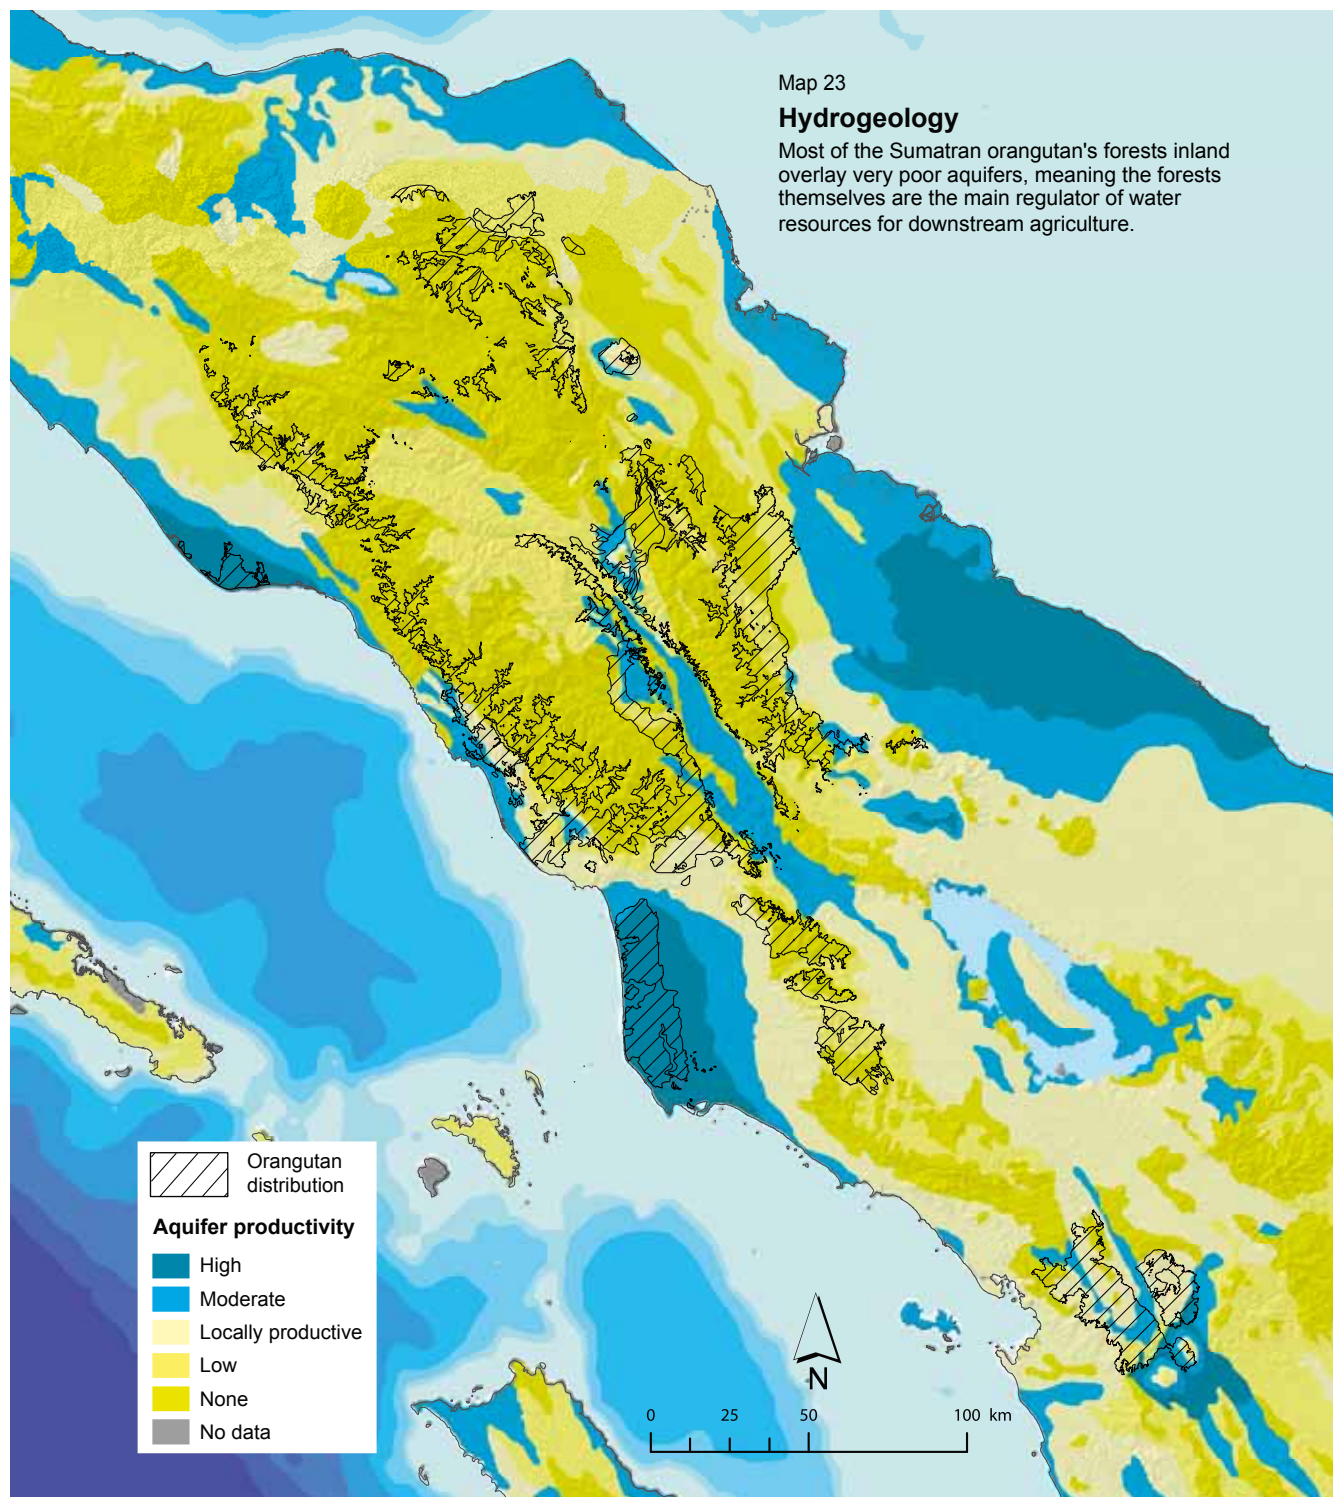 Map 23
Hydrogeology
Most of the Sumatran orangutan's forests inland
overlay very poor aquifers, meaning the forests
themselves are the main regulator of water
resources for downstream agriculture.
Orangutan
distribution
Aquifer productivity
High
Moderate
Locally productive
Low
None
No data
N
0 25 50 100 km